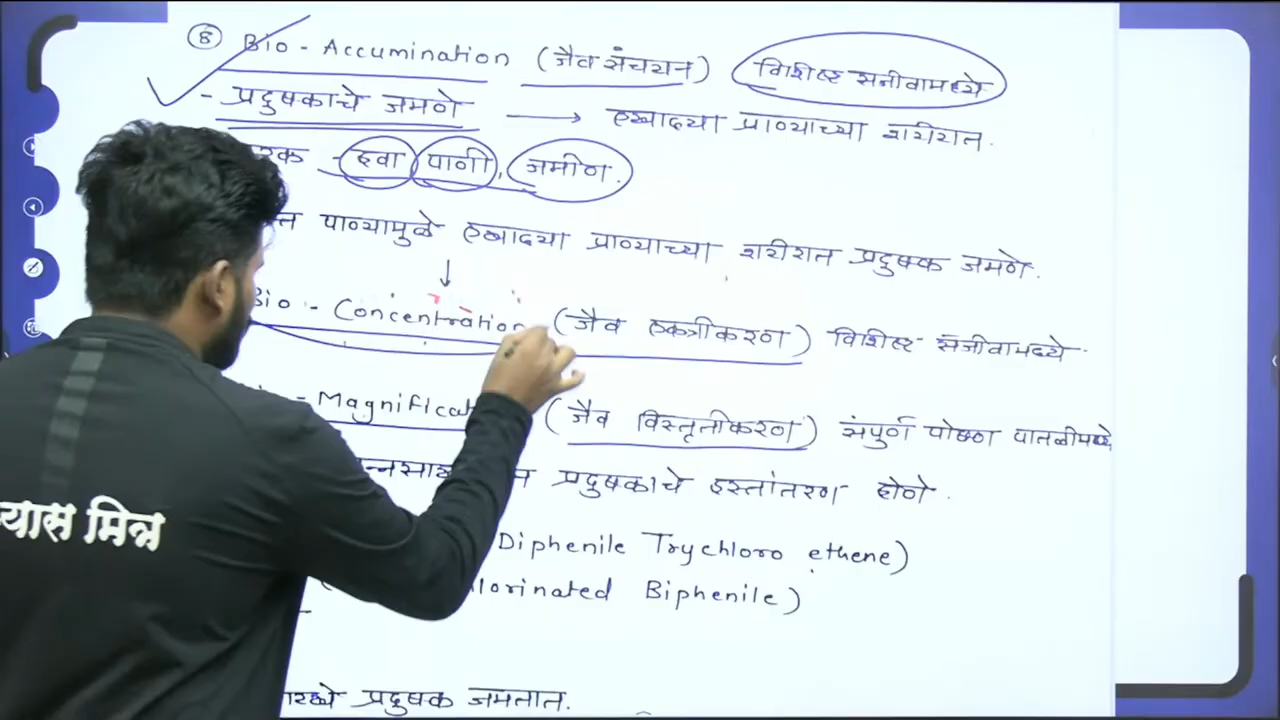 ⑧ Bio - Accumination (जैव संचयन) विशिष्ट सजीवामध्ये
- प्रदुषकाचे जमणे → एखाद्या प्राण्याच्या शरीरात.
- हवा पाणी, जमीन.
पाण्यामुळे एखाद्या प्राण्याच्या शरीरात प्रदुषक जमणे.
Bio - Concentration (जैव एकत्रीकरण) विशिष्ट सजीवामध्ये
- Magnificat (जैव विस्तृतीकरण) संपुर्ण पोषण पातळीमध्ये
प्रदुषकाचे हस्तांतरण होणे.
Diphenile Trychloro ethene)
lorinated Biphenile)
प्रदुषक जमतात.
यास मित्र